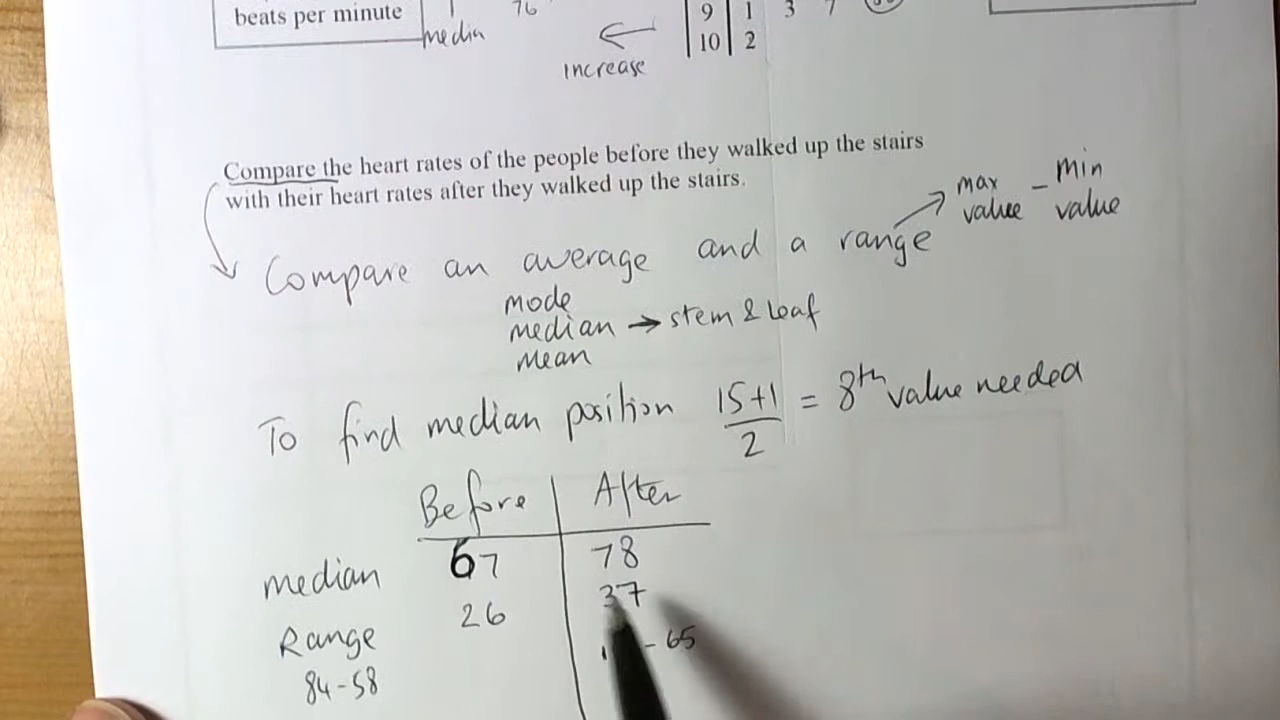 beats per minute
median
76
9 | 1 3 7
10 | 2
increase
Compare the heart rates of the people before they walked up the stairs
with their heart rates after they walked up the stairs.
max value - min value
Compare an average and a range
mode
median → stem & leaf
mean
To find median position 15+1/2 = 8th value needed
Before | After
median 67 78
Range 26 37
84-58 - 65